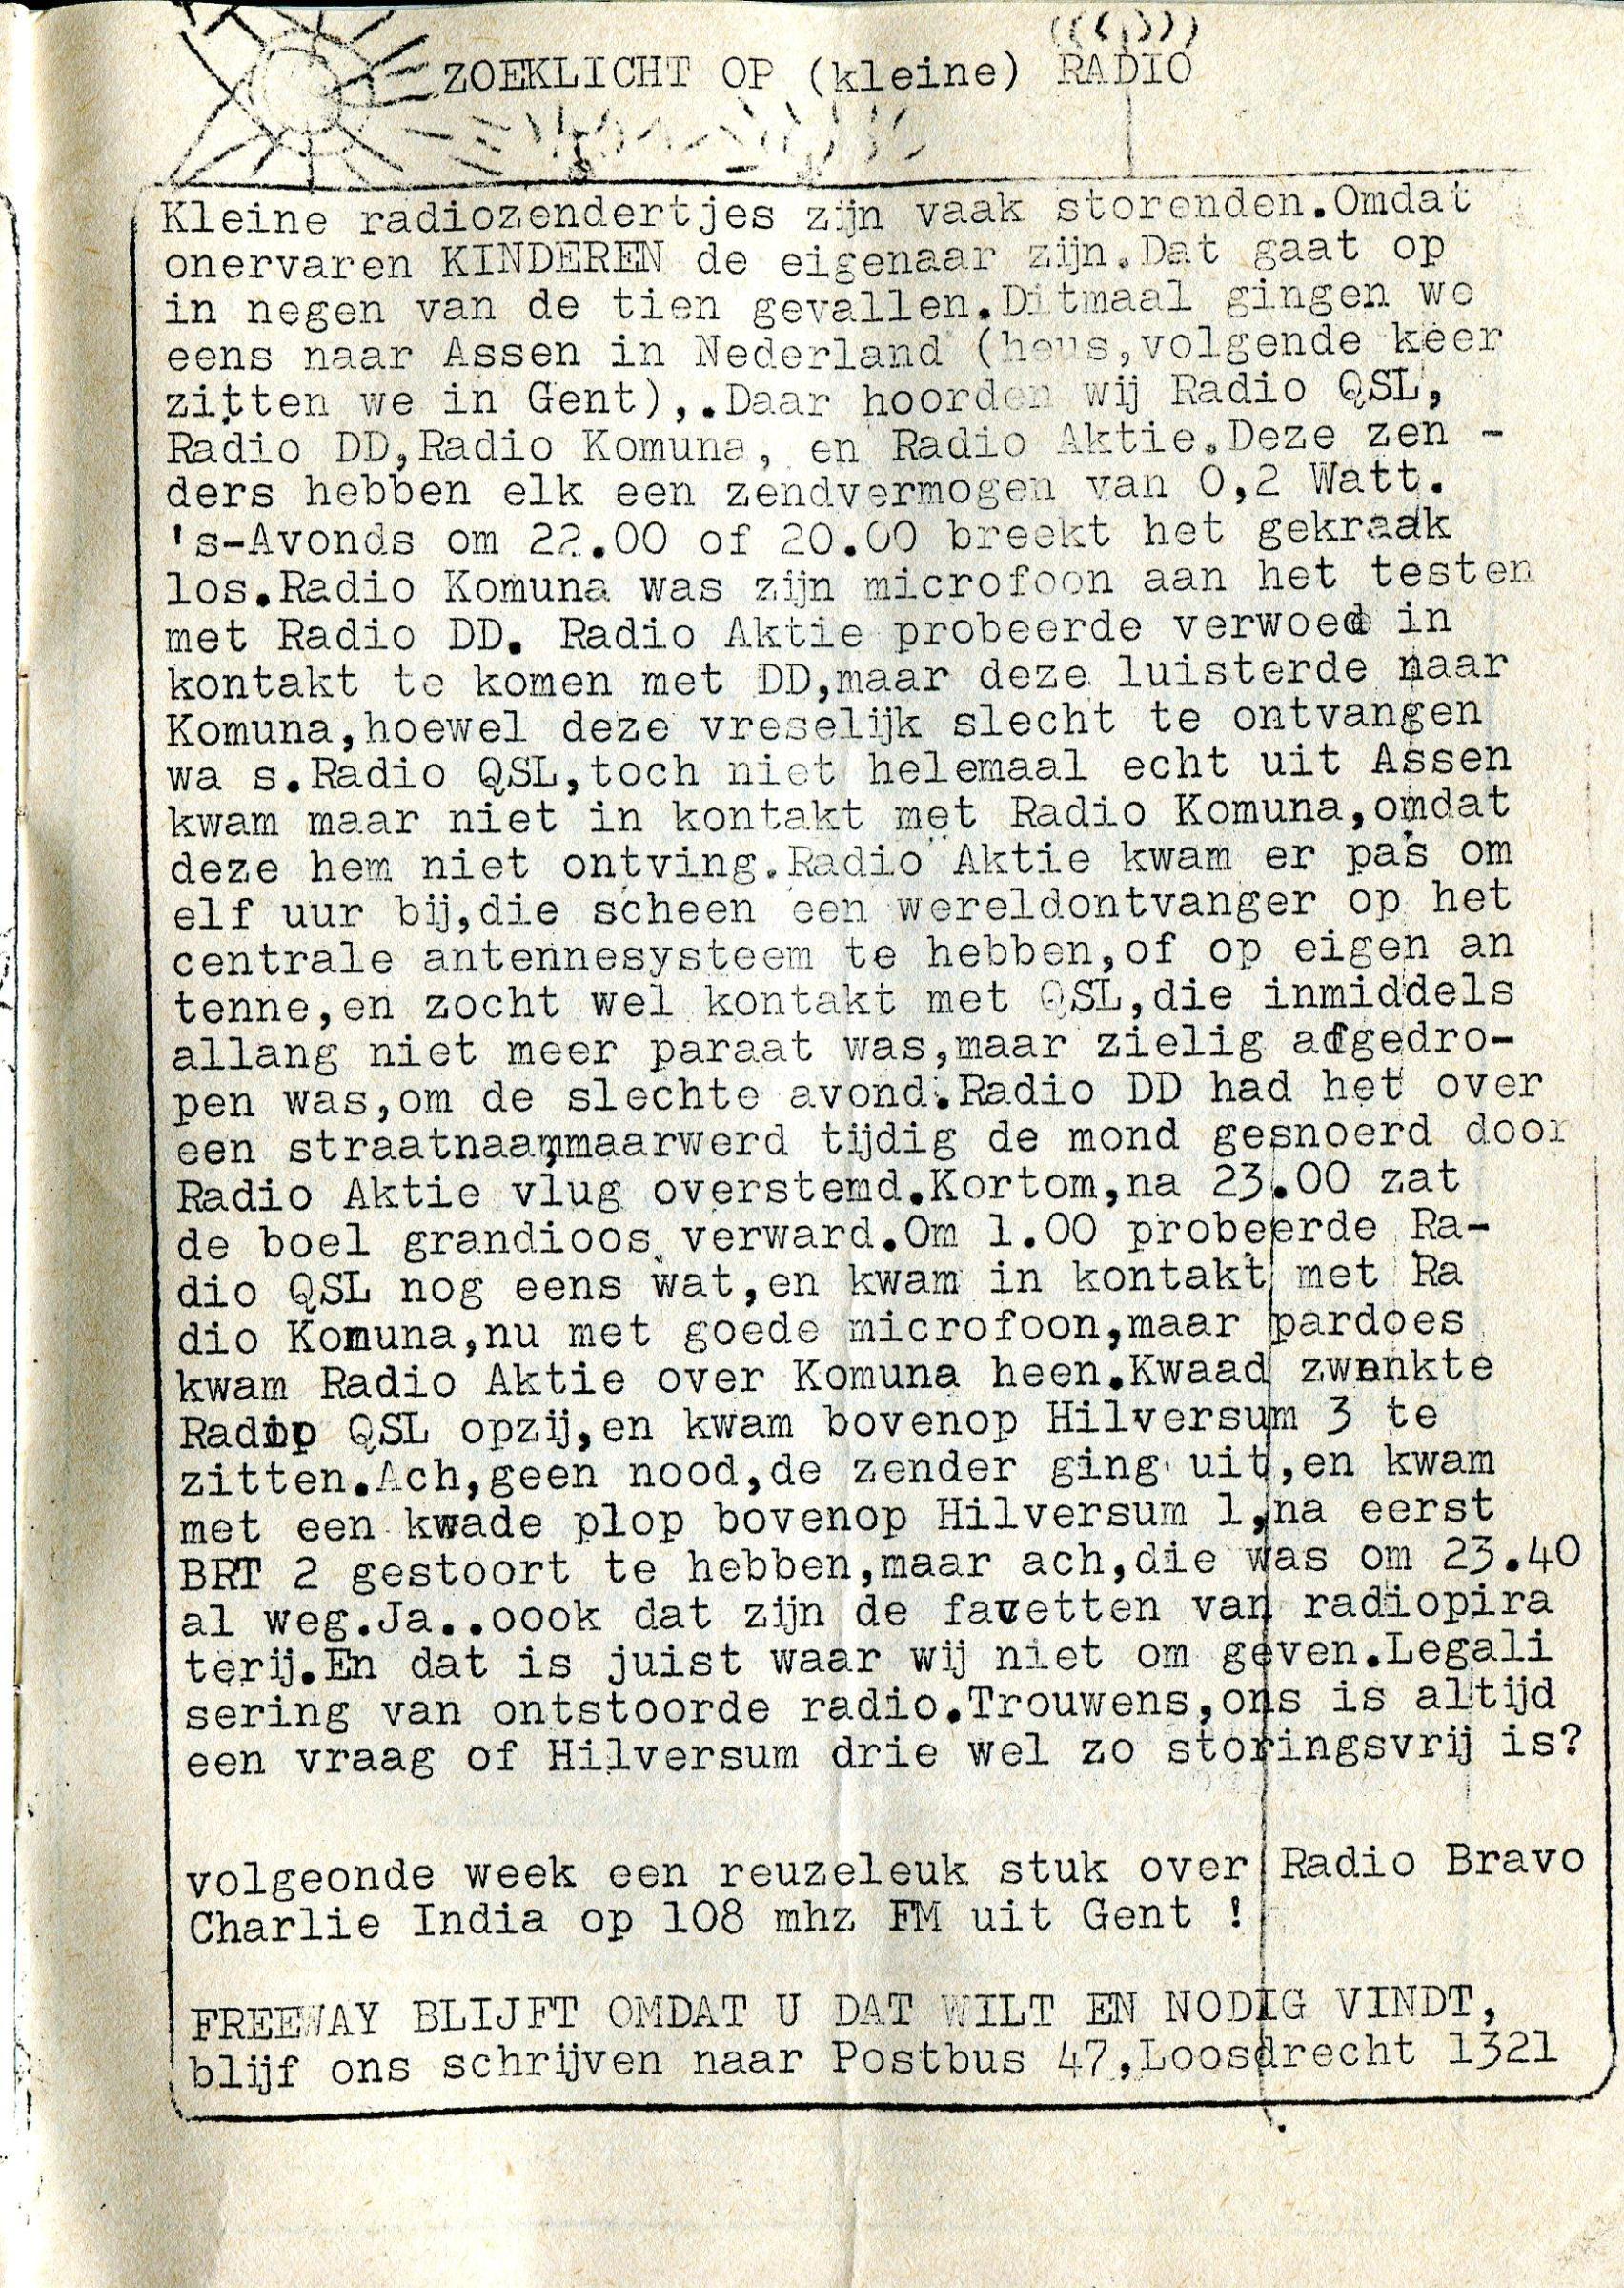 ZOEKLICHT OP (kleine) RADIO
Kleine radiozendertjes zijn vaak storenden.Omdat
onervaren KINDEREN de eigenaar zijn.Dat gaat op
in negen van de tien gevallen.Ditmaal gingen we
eens naar Assen in Nederland (heus,volgende keer
zitten we in Gent),.Daar hoorden wij Radio QSL,
Radio DD,Radio Komuna, en Radio Aktie.Deze zen -
ders hebben elk een zendvermogen van 0,2 Watt.
's-Avonds om 22.00 of 20.00 breekt het gekraak
los.Radio Komuna was zijn microfoon aan het testen
met Radio DD. Radio Aktie probeerde verwoed in
kontakt te komen met DD,maar deze luisterde naar
Komuna,hoewel deze vreselijk slecht te ontvangen
wa s.Radio QSL,toch niet helemaal echt uit Assen
kwam maar niet in kontakt met Radio Komuna,omdat
deze hem niet ontving.Radio Aktie kwam er pas om
elf uur bij,die scheen een wereldontvanger op het
centrale antennesysteem te hebben,of op eigen an
tenne,en zocht wel kontakt met QSL,die inmiddels
allang niet meer paraat was,maar zielig afgedro-
pen was,om de slechte avond.Radio DD had het over
een straatnaam,maarwerd tijdig de mond gesnoerd door
Radio Aktie vlug overstemd.Kortom,na 23.00 zat
de boel grandioos verward.Om 1.00 probeerde Ra-
dio QSL nog eens wat,en kwam in kontakt met Ra
dio Komuna,nu met goede microfoon,maar pardoes
kwam Radio Aktie over Komuna heen.Kwaad zwenkte
Radio QSL opzij,en kwam bovenop Hilversum 3 te
zitten.Ach,geen nood,de zender ging uit,en kwam
met een kwade plop bovenop Hilversum 1,na eerst
BRT 2 gestoort te hebben,maar ach,die was om 23.40
al weg.Ja..oook dat zijn de facetten van radiopira
terij.En dat is juist waar wij niet om geven.Legali
sering van ontstoorde radio.Trouwens,ons is altijd
een vraag of Hilversum drie wel zo storingsvrij is?
volgeonde week een reuzeleuk stuk over Radio Bravo
Charlie India op 108 mhz FM uit Gent !
FREEWAY BLIJFT OMDAT U DAT WILT EN NODIG VINDT,
blijf ons schrijven naar Postbus 47,Loosdrecht 1321